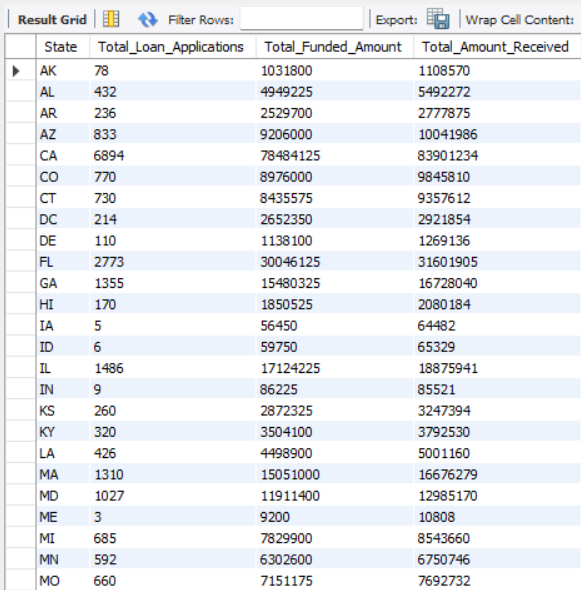 Result Grid Filter Rows: Export: Wrap Cell Content:
State Total_Loan_Applications Total_Funded_Amount Total_Amount_Received
AK 78 1031800 1108570
AL 432 4949225 5492272
AR 236 2529700 2777875
AZ 833 9206000 10041986
CA 6894 78484125 83901234
CO 770 8976000 9845810
CT 730 8435575 9357612
DC 214 2652350 2921854
DE 110 1138100 1269136
FL 2773 30046125 31601905
GA 1355 15480325 16728040
HI 170 1850525 2080184
IA 5 56450 64482
ID 6 59750 65329
IL 1486 17124225 18875941
IN 9 86225 85521
KS 260 2872325 3247394
KY 320 3504100 3792530
LA 426 4498900 5001160
MA 1310 15051000 16676279
MD 1027 11911400 12985170
ME 3 9200 10808
MI 685 7829900 8543660
MN 592 6302600 6750746
MO 660 7151175 7692732